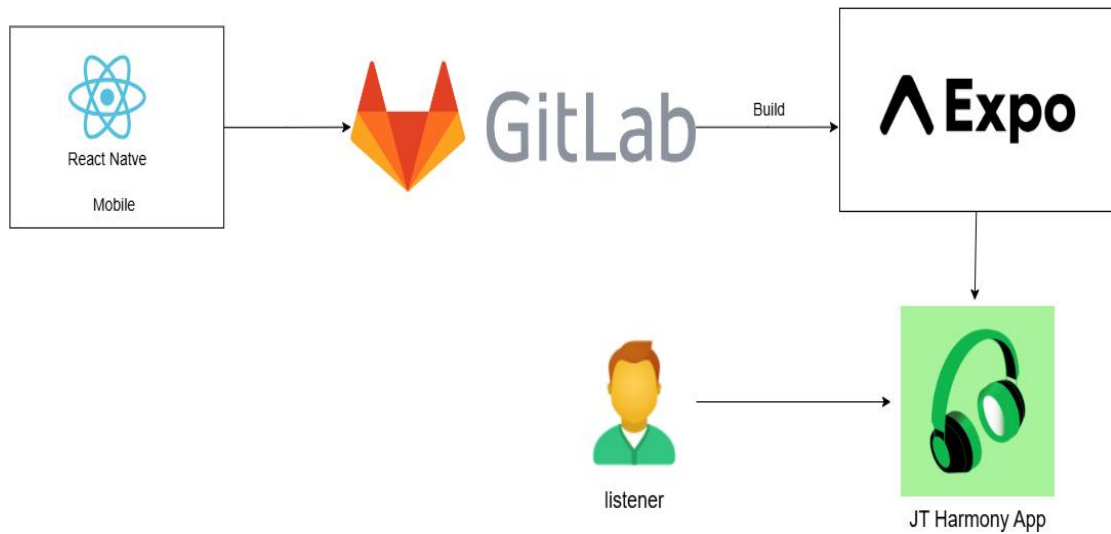 React Natve
Mobile
GitLab
Build
Expo
listener
JT Harmony App